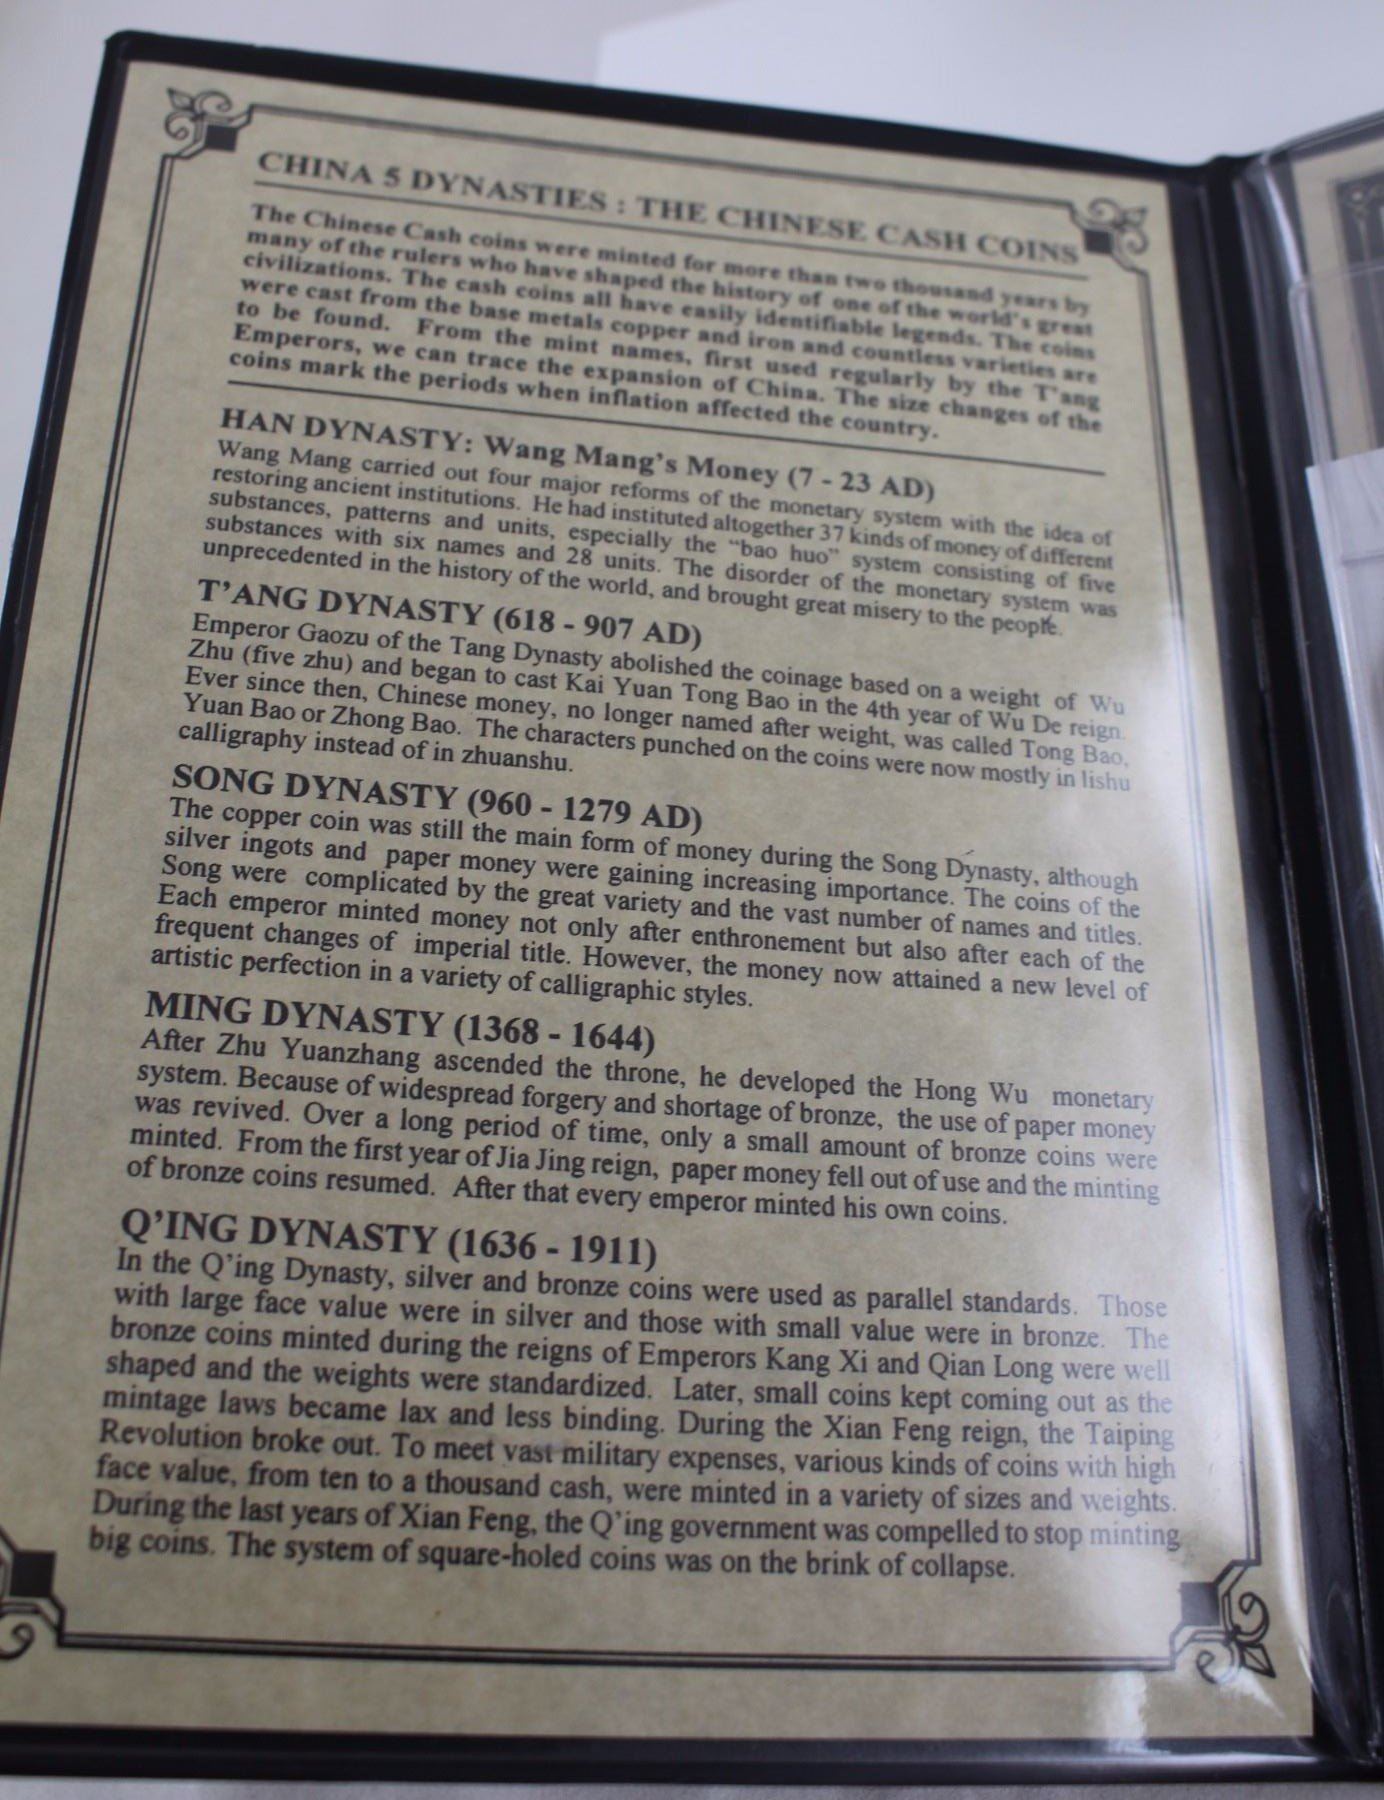 CHINA 5 DYNASTIES : THE CHINESE CASH COINS
The Chinese Cash coins were minted for more than two thousand years by
many of the rulers who have shaped the history of one of the world's great
civilizations. The cash coins all have easily identifiable legends. The coins
were cast from the base metals copper and iron and countless varieties are
to be found. From the mint names, first used regularly by the T'ang
Emperors, we can trace the expansion of China. The size changes of the
coins mark the periods when inflation affected the country.
HAN DYNASTY: Wang Mang's Money (7 - 23 AD)
Wang Mang carried out four major reforms of the monetary system with the idea of
restoring ancient institutions. He had instituted altogether 37 kinds of money of different
substances, patterns and units, especially the "bao huo" system consisting of five
substances with six names and 28 units. The disorder of the monetary system was
unprecedented in the history of the world, and brought great misery to the people.
T'ANG DYNASTY (618 - 907 AD)
Emperor Gaozu of the Tang Dynasty abolished the coinage based on a weight of Wu
Zhu (five zhu) and began to cast Kai Yuan Tong Bao in the 4th year of Wu De reign.
Ever since then, Chinese money, no longer named after weight, was called Tong Bao,
Yuan Bao or Zhong Bao. The characters punched on the coins were now mostly in lishu
calligraphy instead of in zhuanshu.
SONG DYNASTY (960 - 1279 AD)
The copper coin was still the main form of money during the Song Dynasty, although
silver ingots and paper money were gaining increasing importance. The coins of the
Song were complicated by the great variety and the vast number of names and titles.
Each emperor minted money not only after enthronement but also after each of the
frequent changes of imperial title. However, the money now attained a new level of
artistic perfection in a variety of calligraphic styles.
MING DYNASTY (1368 - 1644)
After Zhu Yuanzhang ascended the throne, he developed the Hong Wu monetary
system. Because of widespread forgery and shortage of bronze, the use of paper money
was revived. Over a long period of time, only a small amount of bronze coins were
minted. From the first year of Jia Jing reign, paper money fell out of use and the minting
of bronze coins resumed. After that every emperor minted his own coins.
Q'ING DYNASTY (1636 - 1911)
In the Q'ing Dynasty, silver and bronze coins were used as parallel standards. Those
with large face value were in silver and those with small value were in bronze. The
bronze coins minted during the reigns of Emperors Kang Xi and Qian Long were well
shaped and the weights were standardized. Later, small coins kept coming out as the
mintage laws became lax and less binding. During the Xian Feng reign, the Taiping
Revolution broke out. To meet vast military expenses, various kinds of coins with high
face value, from ten to a thousand cash, were minted in a variety of sizes and weights.
During the last years of Xian Feng, the Q'ing government was compelled to stop minting
big coins. The system of square-holed coins was on the brink of collapse.